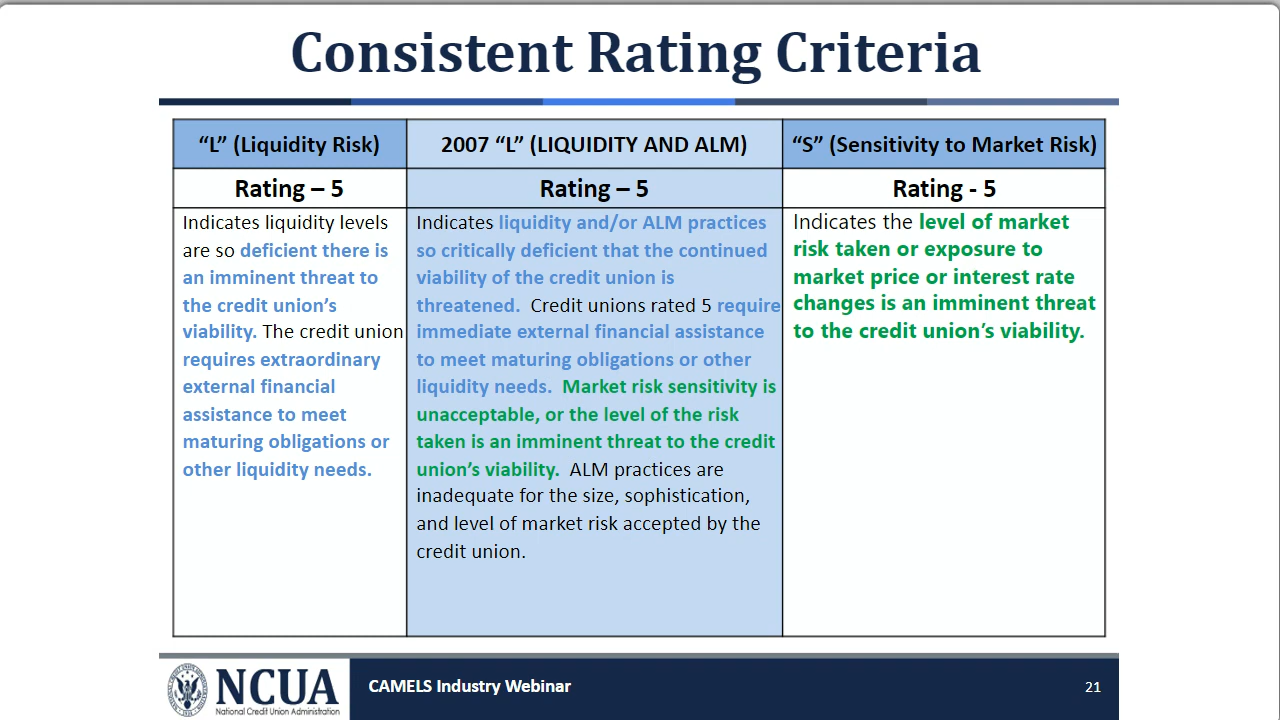 Consistent Rating Criteria
“L” (Liquidity Risk)
2007 “L” (LIQUIDITY AND ALM)
“S” (Sensitivity to Market Risk)
Rating – 5
Rating – 5
Rating - 5
Indicates liquidity levels
are so deficient there is
an imminent threat to
the credit union’s
viability. The credit union
requires extraordinary
external financial
assistance to meet
maturing obligations or
other liquidity needs.
Indicates liquidity and/or ALM practices
so critically deficient that the continued
viability of the credit union is
threatened. Credit unions rated 5 require
immediate external financial assistance
to meet maturing obligations or other
liquidity needs. Market risk sensitivity is
unacceptable, or the level of the risk
taken is an imminent threat to the credit
union’s viability. ALM practices are
inadequate for the size, sophistication,
and level of market risk accepted by the
credit union.
Indicates the level of market
risk taken or exposure to
market price or interest rate
changes is an imminent threat
to the credit union’s viability.
NCUA
National Credit Union Administration
CAMELS Industry Webinar
21